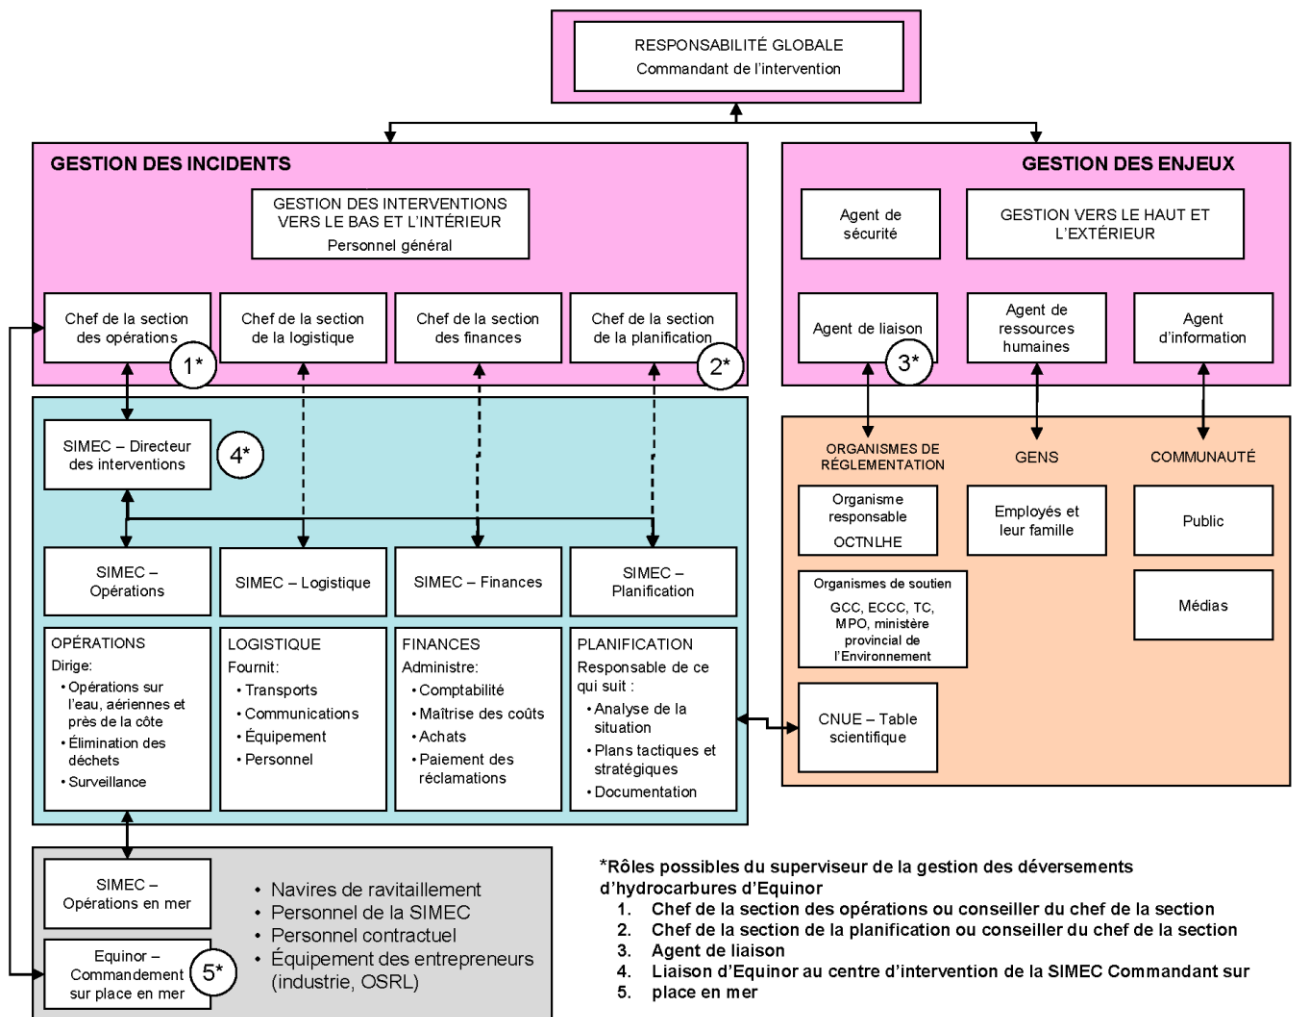 RESPONSABILITÉ GLOBALE
Commandant de l'intervention
GESTION DES INCIDENTS
GESTION DES INTERVENTIONS
VERS LE BAS ET L'INTÉRIEUR
Personnel général
Chef de la section
des opérations
1*
Chef de la section
de la logistique
Chef de la section
des finances
Chef de la section
de la planification
2*
GESTION DES ENJEUX
Agent de
sécurité
GESTION VERS LE HAUT ET
L'EXTÉRIEUR
Agent de liaison
3*
Agent de
ressources
humaines
Agent
d'information
SIMEC – Directeur
des interventions
4*
SIMEC –
Opérations
SIMEC – Logistique
SIMEC – Finances
SIMEC –
Planification
OPÉRATIONS
Dirige:
• Opérations sur
l'eau, aériennes et
près de la côte
• Élimination des
déchets
• Surveillance
LOGISTIQUE
Fournit:
• Transports
• Communications
• Équipement
• Personnel
FINANCES
Administre:
• Comptabilité
• Maîtrise des coûts
• Achats
• Paiement des
réclamations
PLANIFICATION
Responsable de ce
qui suit :
• Analyse de la
situation
• Plans tactiques et
stratégiques
• Documentation
ORGANISMES DE
RÉGLEMENTATION
Organisme
responsable
OCTNLHE
Organismes de soutien
GCC, ECCC, TC,
MPO, ministère
provincial de
l'Environnement
CNUE – Table
scientifique
GENS
Employés et
leur famille
COMMUNAUTÉ
Public
Médias
SIMEC –
Opérations en mer
Equinor –
Commandement
sur place en mer
5*
• Navires de ravitaillement
• Personnel de la SIMEC
• Personnel contractuel
• Équipement des entrepreneurs
(industrie, OSRL)
*Rôles possibles du superviseur de la gestion des déversements
d'hydrocarbures d'Equinor
1. Chef de la section des opérations ou conseiller du chef de la section
2. Chef de la section de la planification ou conseiller du chef de la section
3. Agent de liaison
4. Liaison d'Equinor au centre d'intervention de la SIMEC Commandant sur
5. place en mer